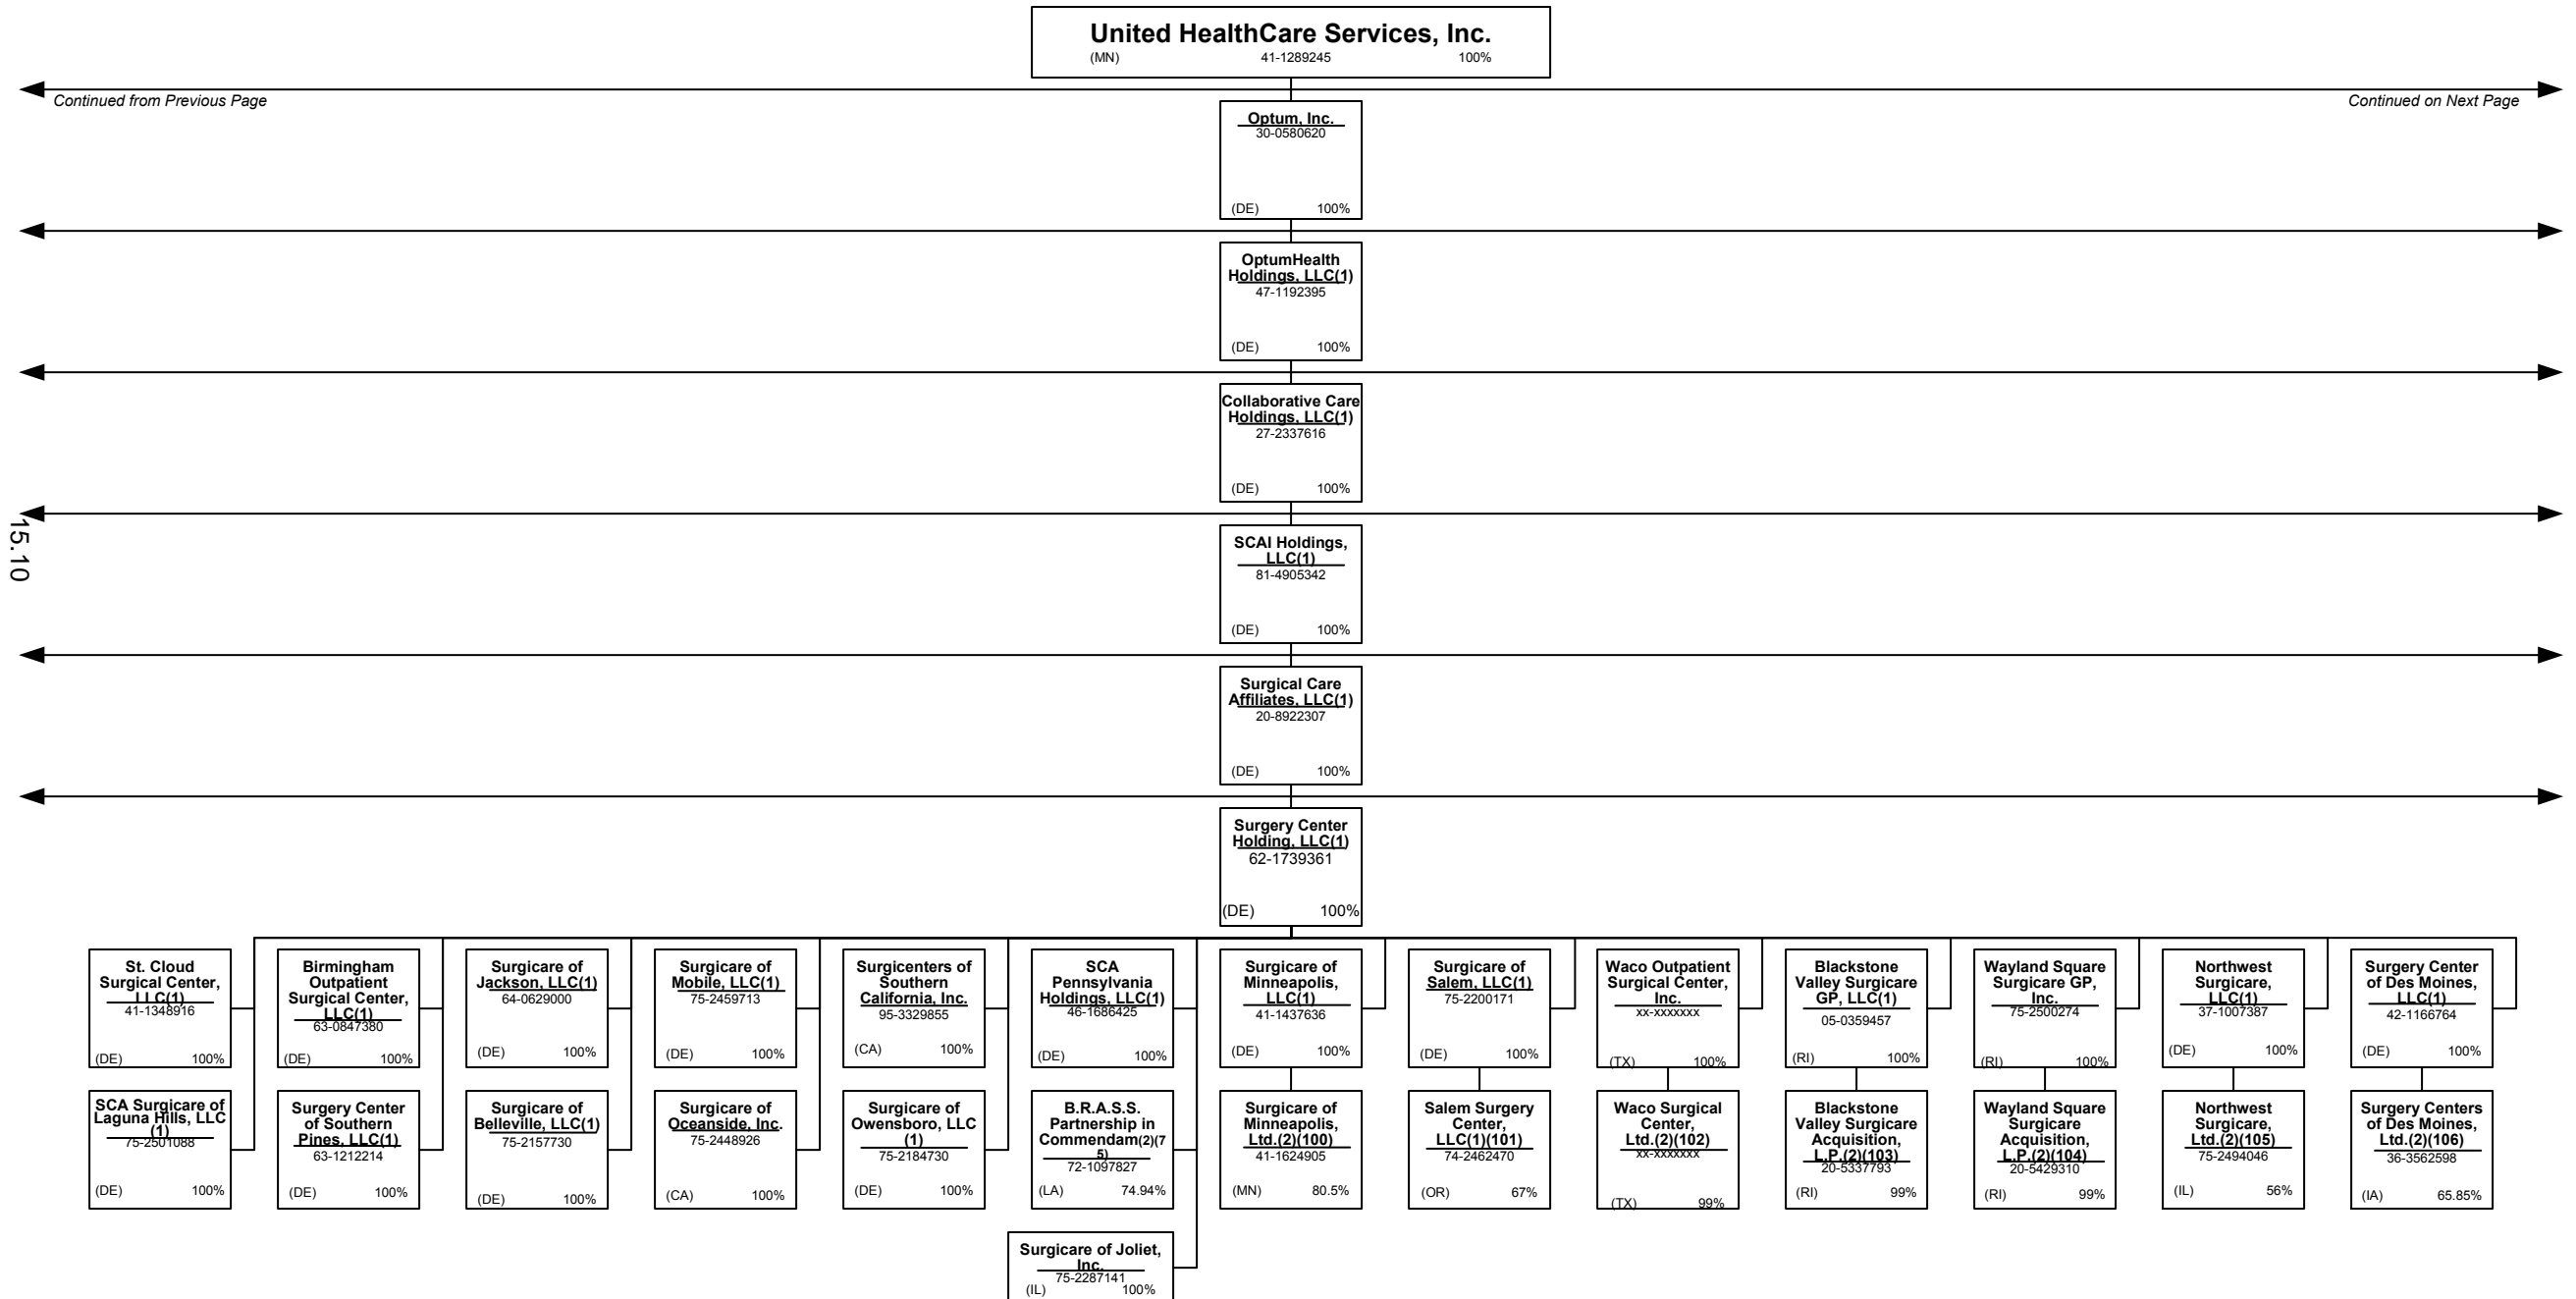 United HealthCare Services, Inc.
(MN) 41-1289245 100%
Continued from Previous Page
Continued on Next Page
Optum, Inc.
30-0580620
(DE) 100%
OptumHealth
Holdings, LLC(1)
47-1192395
(DE) 100%
Collaborative Care
Holdings, LLC(1)
27-2337616
(DE) 100%
15.10
SCAI Holdings,
LLC(1)
81-4905342
(DE) 100%
Surgical Care
Affiliates, LLC(1)
20-8922307
(DE) 100%
Surgery Center
Holding, LLC(1)
62-1739361
(DE) 100%
St. Cloud
Surgical Center,
LLC(1)
41-1348916
(DE) 100%
Birmingham
Outpatient
Surgical Center,
LLC(1)
63-0847380
(DE) 100%
Surgicare of
Jackson, LLC(1)
64-0629000
(DE) 100%
Surgicare of
Mobile, LLC(1)
75-2459713
(DE) 100%
Surgicenters of
Southern
California, Inc.
95-3329855
(CA) 100%
SCA
Pennsylvania
Holdings, LLC(1)
46-1686425
(DE) 100%
Surgicare of
Minneapolis,
LLC(1)
41-1437636
(DE) 100%
Surgicare of
Salem, LLC(1)
75-2200171
(DE) 100%
Waco Outpatient
Surgical Center,
Inc.
xx-xxxxxxx
(TX) 100%
Blackstone
Valley Surgicare
GP, LLC(1)
05-0359457
(RI) 100%
Wayland Square
Surgicare GP,
Inc.
75-2500274
(RI) 100%
Northwest
Surgicare,
LLC(1)
37-1007387
(DE) 100%
Surgery Center
of Des Moines,
LLC(1)
42-1166764
(DE) 100%
SCA Surgicare of
Laguna Hills, LLC
(1)
75-2501088
(DE) 100%
Surgery Center
of Southern
Pines, LLC(1)
63-1212214
(DE) 100%
Surgicare of
Belleville, LLC(1)
75-2157730
(DE) 100%
Surgicare of
Oceanside, Inc.
75-2448926
(CA) 100%
Surgicare of
Owensboro, LLC
(1)
75-2184730
(DE) 100%
B.R.A.S.S.
Partnership in
Commendam(2)(7
5)
72-1097827
(LA) 74.94%
Surgicare of
Minneapolis,
Ltd.(2)(100)
41-1624905
(MN) 80.5%
Salem Surgery
Center,
LLC(1)(101)
74-2462470
(OR) 67%
Waco Surgical
Center,
Ltd.(2)(102)
xx-xxxxxxx
(TX) 99%
Blackstone
Valley Surgicare
Acquisition,
L.P.(2)(103)
20-5337793
(RI) 99%
Wayland Square
Surgicare
Acquisition,
L.P.(2)(104)
20-5429310
(RI) 99%
Northwest
Surgicare,
Ltd.(2)(105)
75-2494046
(IL) 56%
Surgery Centers
of Des Moines,
Ltd.(2)(106)
36-3562598
(IA) 65.85%
Surgicare of Joliet,
Inc.
75-2287141
(IL) 100%